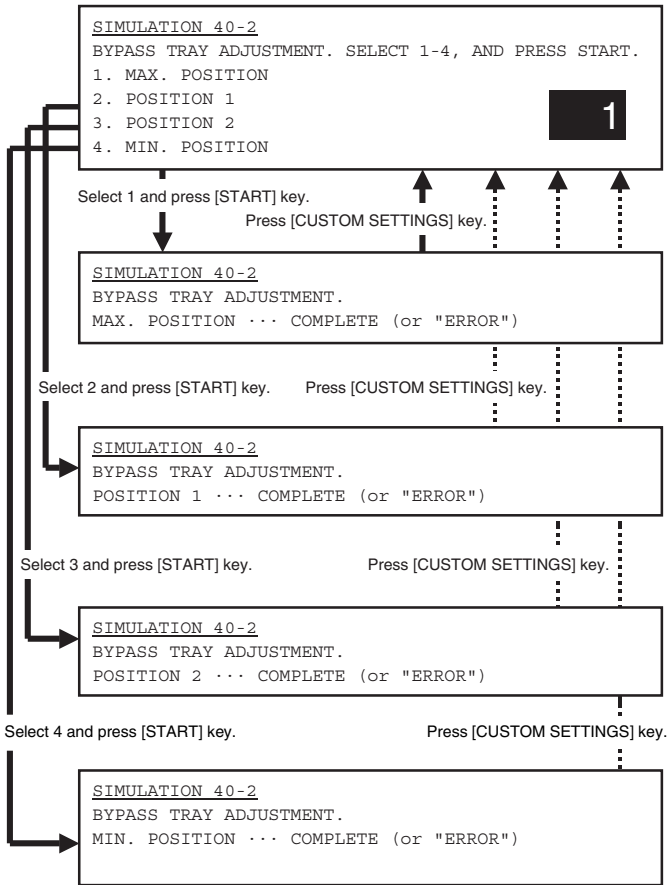 SIMULATION 40-2
BYPASS TRAY ADJUSTMENT. SELECT 1-4, AND PRESS START.
1. MAX. POSITION
2. POSITION 1
3. POSITION 2
4. MIN. POSITION
1
Select 1 and press [START] key.
Press [CUSTOM SETTINGS] key.
SIMULATION 40-2
BYPASS TRAY ADJUSTMENT.
MAX. POSITION ··· COMPLETE (or "ERROR")
Select 2 and press [START] key.
Press [CUSTOM SETTINGS] key.
SIMULATION 40-2
BYPASS TRAY ADJUSTMENT.
POSITION 1 ··· COMPLETE (or "ERROR")
Select 3 and press [START] key.
Press [CUSTOM SETTINGS] key.
SIMULATION 40-2
BYPASS TRAY ADJUSTMENT.
POSITION 2 ··· COMPLETE (or "ERROR")
Select 4 and press [START] key.
Press [CUSTOM SETTINGS] key.
SIMULATION 40-2
BYPASS TRAY ADJUSTMENT.
MIN. POSITION ··· COMPLETE (or "ERROR")